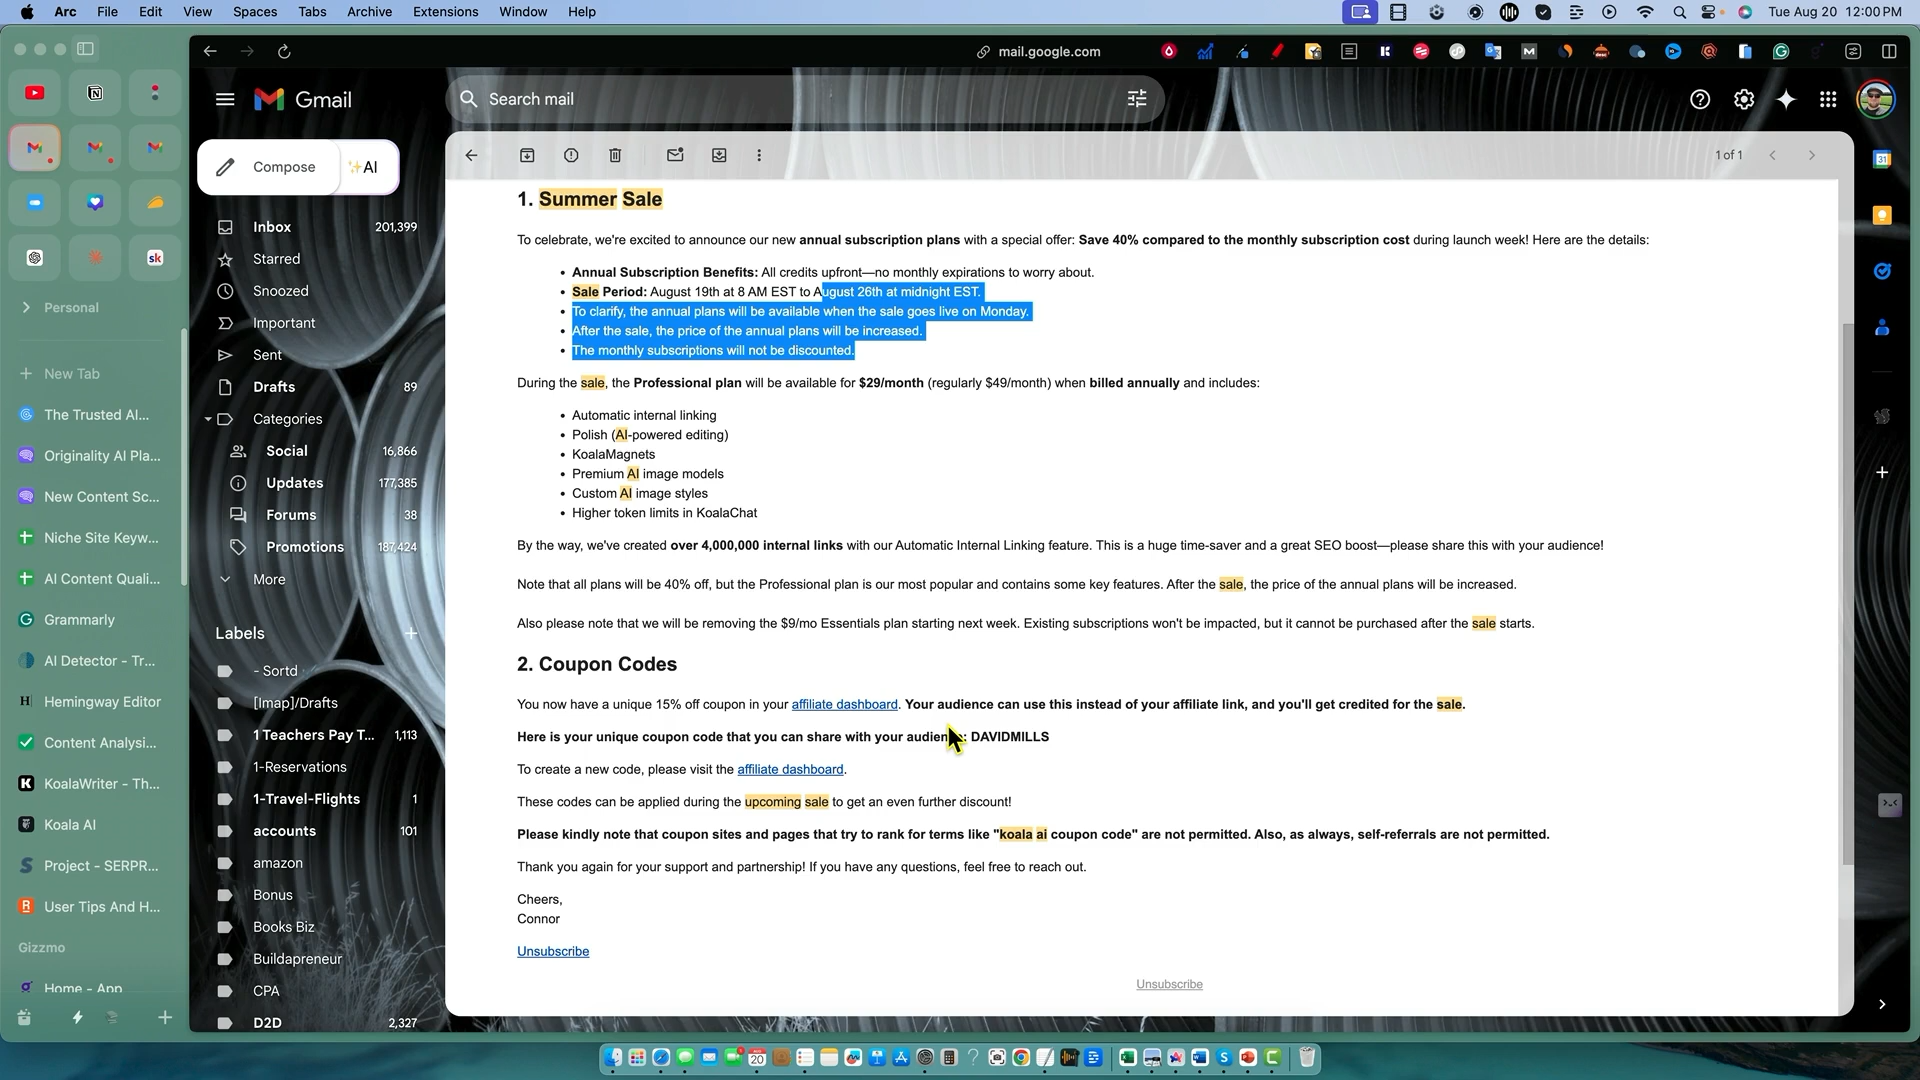 Arc File Edit View Spaces Tabs Archive Extensions Window Help Tue Aug 20 12:00 PM
mail.google.com
Gmail
Search mail
Compose
AI
1 of 1
Inbox 201,399
Starred
Snoozed
Important
Sent
Drafts 89
Categories
Social 16,866
Updates 177,385
Forums 38
Promotions 187,424
More
Labels
- Sortd
[Imap]/Drafts
1 Teachers Pay T... 1,113
1-Reservations
1-Travel-Flights 1
accounts 101
amazon
Bonus
Books Biz
Buildapreneur
CPA
D2D 2,327
Personal
New Tab
The Trusted AI...
Originality AI Pla...
New Content Sc...
Niche Site Keyw...
AI Content Quali...
Grammarly
AI Detector - Tr...
Hemingway Editor
Content Analysi...
KoalaWriter - Th...
Koala AI
Project - SERPR...
User Tips And H...
Gizzmo
Home - App
1. Summer Sale
To celebrate, we're excited to announce our new annual subscription plans with a special offer: Save 40% compared to the monthly subscription cost during launch week! Here are the details:
• Annual Subscription Benefits: All credits upfront—no monthly expirations to worry about.
• Sale Period: August 19th at 8 AM EST to August 26th at midnight EST.
• To clarify, the annual plans will be available when the sale goes live on Monday.
• After the sale, the price of the annual plans will be increased.
• The monthly subscriptions will not be discounted.
During the sale, the Professional plan will be available for $29/month (regularly $49/month) when billed annually and includes:
• Automatic internal linking
• Polish (AI-powered editing)
• KoalaMagnets
• Premium AI image models
• Custom AI image styles
• Higher token limits in KoalaChat
By the way, we've created over 4,000,000 internal links with our Automatic Internal Linking feature. This is a huge time-saver and a great SEO boost—please share this with your audience!
Note that all plans will be 40% off, but the Professional plan is our most popular and contains some key features. After the sale, the price of the annual plans will be increased.
Also please note that we will be removing the $9/mo Essentials plan starting next week. Existing subscriptions won't be impacted, but it cannot be purchased after the sale starts.
2. Coupon Codes
You now have a unique 15% off coupon in your affiliate dashboard. Your audience can use this instead of your affiliate link, and you'll get credited for the sale.
Here is your unique coupon code that you can share with your audience: DAVIDMILLS
To create a new code, please visit the affiliate dashboard.
These codes can be applied during the upcoming sale to get an even further discount!
Please kindly note that coupon sites and pages that try to rank for terms like "koala ai coupon code" are not permitted. Also, as always, self-referrals are not permitted.
Thank you again for your support and partnership! If you have any questions, feel free to reach out.
Cheers,
Connor
Unsubscribe
Unsubscribe